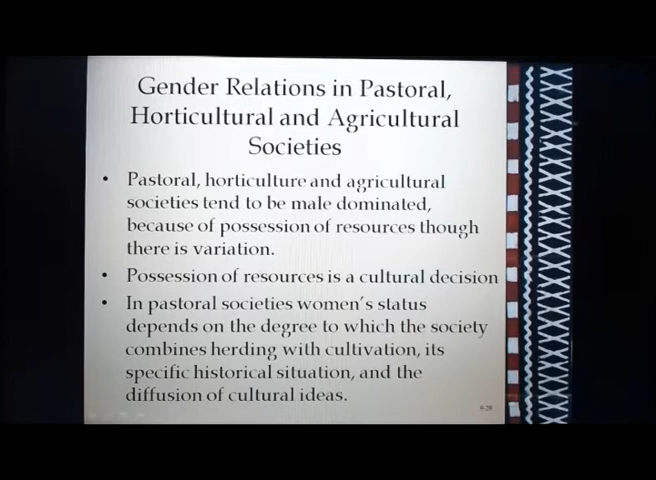 Gender Relations in Pastoral,
Horticultural and Agricultural
Societies
• Pastoral, horticulture and agricultural
societies tend to be male dominated,
because of possession of resources though
there is variation.
• Possession of resources is a cultural decision
• In pastoral societies women's status
depends on the degree to which the society
combines herding with cultivation, its
specific historical situation, and the
diffusion of cultural ideas.